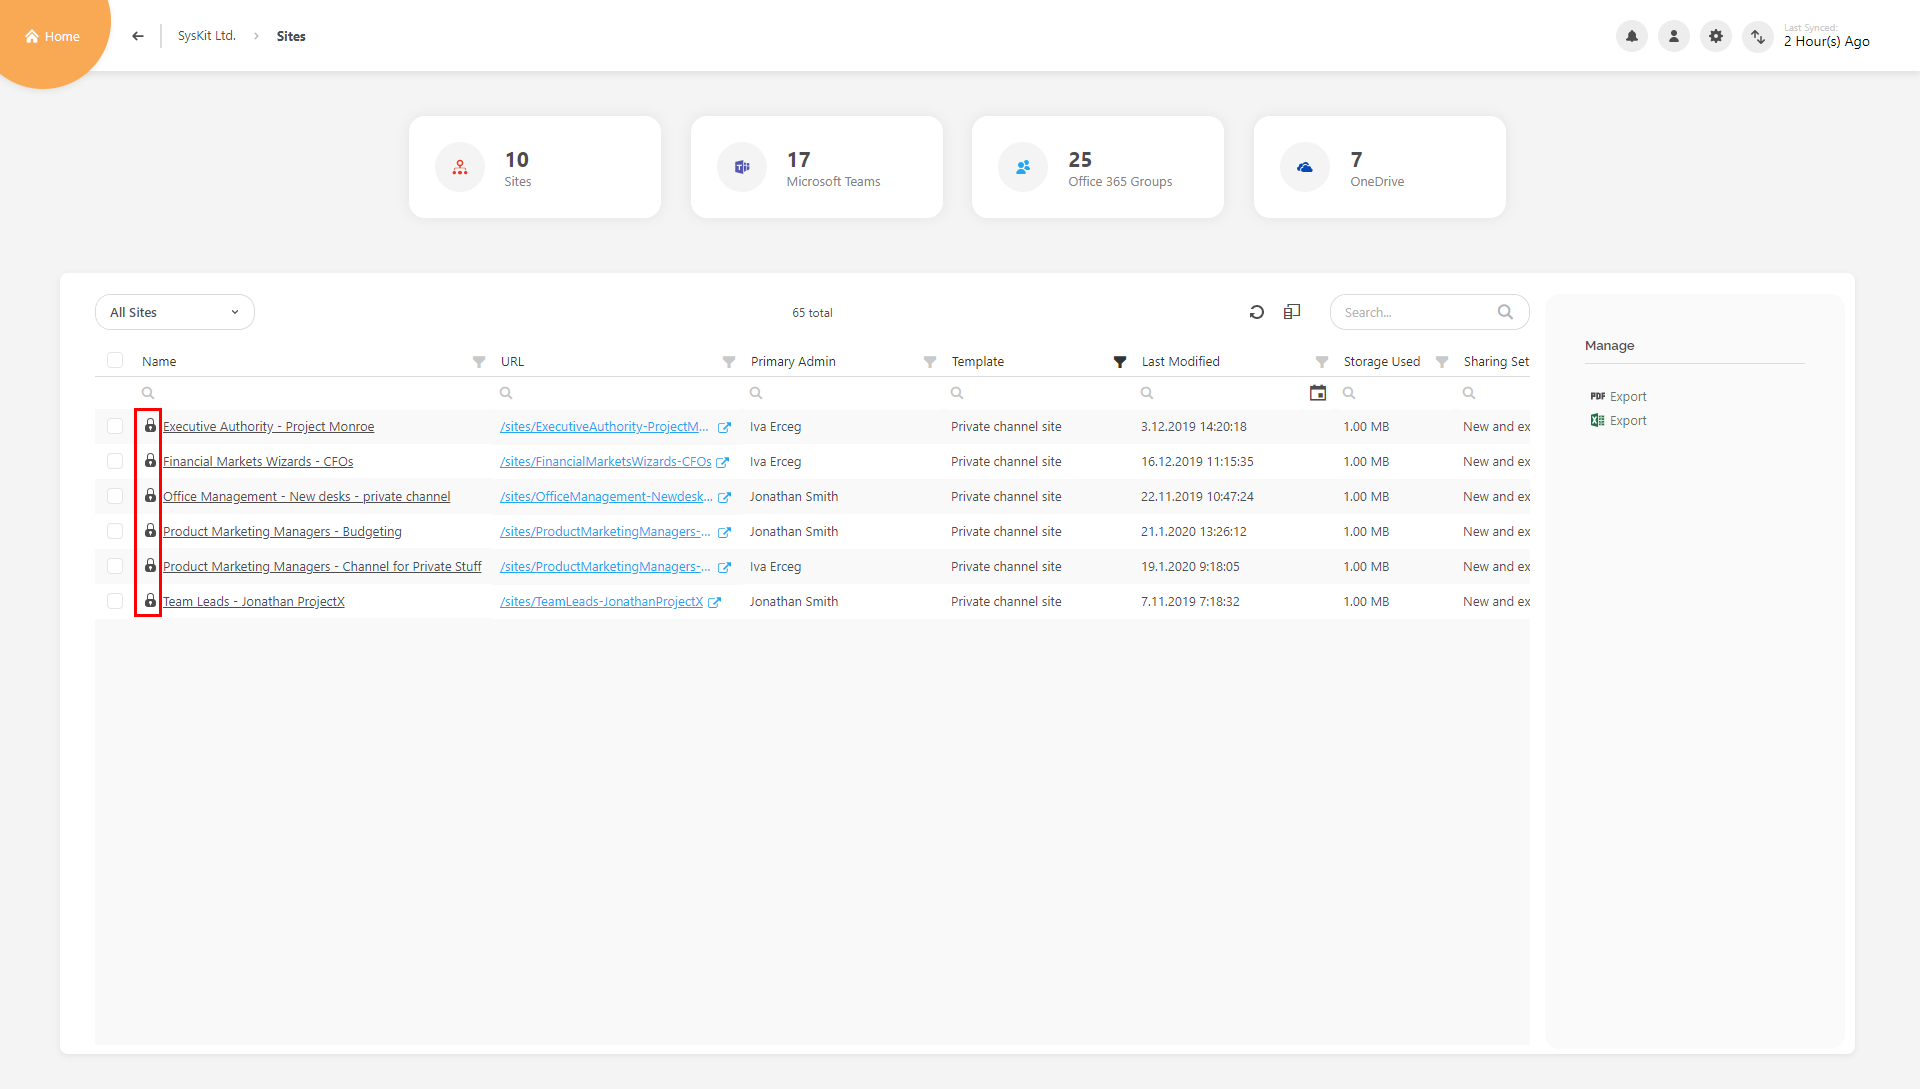 Home
SysKit Ltd.
Sites
Last Synced:
2 Hour(s) Ago
10
Sites
17
Microsoft Teams
25
Office 365 Groups
7
OneDrive
All Sites
65 total
Search...
Name URL Primary Admin Template Last Modified Storage Used Sharing Set
Executive Authority - Project Monroe /sites/ExecutiveAuthority-ProjectM... Iva Erceg Private channel site 3.12.2019 14:20:18 1.00 MB New and ex
Financial Markets Wizards - CFOs /sites/FinancialMarketsWizards-CFOs Iva Erceg Private channel site 16.12.2019 11:15:35 1.00 MB New and ex
Office Management - New desks - private channel /sites/OfficeManagement-Newdesk... Jonathan Smith Private channel site 22.11.2019 10:47:24 1.00 MB New and ex
Product Marketing Managers - Budgeting /sites/ProductMarketingManagers-... Jonathan Smith Private channel site 21.1.2020 13:26:12 1.00 MB New and ex
Product Marketing Managers - Channel for Private Stuff /sites/ProductMarketingManagers-... Iva Erceg Private channel site 19.1.2020 9:18:05 1.00 MB New and ex
Team Leads - Jonathan ProjectX /sites/TeamLeads-JonathanProjectX Jonathan Smith Private channel site 7.11.2019 7:18:32 1.00 MB New and ex
Manage
PDF Export
Export